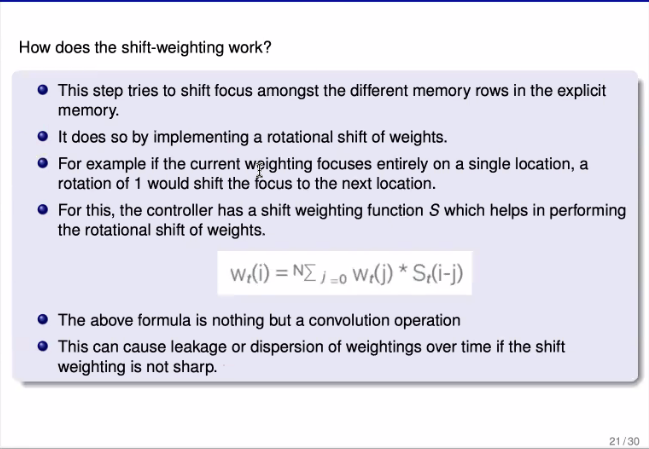 How does the shift-weighting work?
This step tries to shift focus amongst the different memory rows in the explicit
memory.
It does so by implementing a rotational shift of weights.
For example if the current weighting focuses entirely on a single location, a
rotation of 1 would shift the focus to the next location.
For this, the controller has a shift weighting function S which helps in performing
the rotational shift of weights.
wₜ(i) = ᴺ∑ ⱼ ₌₀ wₜ(j) * Sₜ(i-j)
The above formula is nothing but a convolution operation
This can cause leakage or dispersion of weightings over time if the shift
weighting is not sharp.
21 / 30